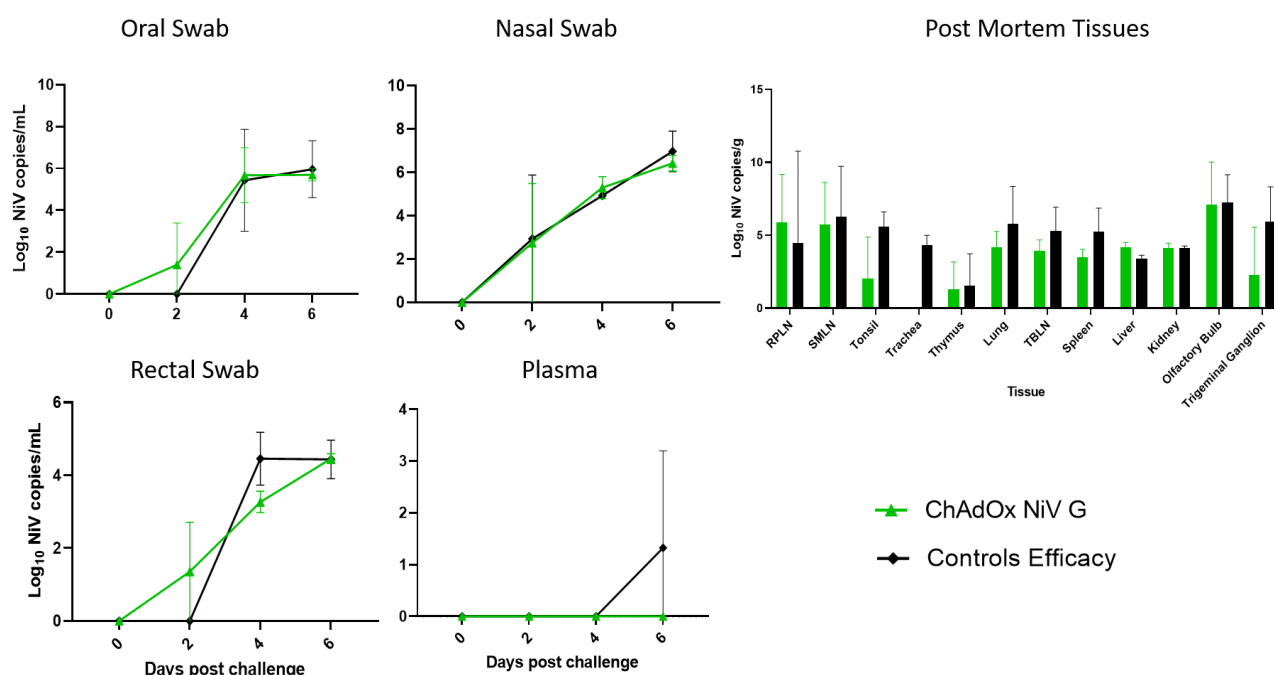 Oral Swab
Nasal Swab
Post Mortem Tissues
Log10 NiV copies/mL
10
8
6
4
2
0
0 2 4 6
10
8
6
4
2
0
0 2 4 6
Log10 NiV copies/g
15
10
5
0
RPLN
SMLN
Tonsil
Trachea
Thymus
Lung
TBLN
Spleen
Liver
Kidney
Olfactory Bulb
Trigeminal Ganglion
Tissue
Rectal Swab
Plasma
Log10 NiV copies/mL
6
4
2
0
0 2 4 6
Days post challenge
4
3
2
1
0
0 2 4 6
Days post challenge
ChAdOx NiV G
Controls Efficacy